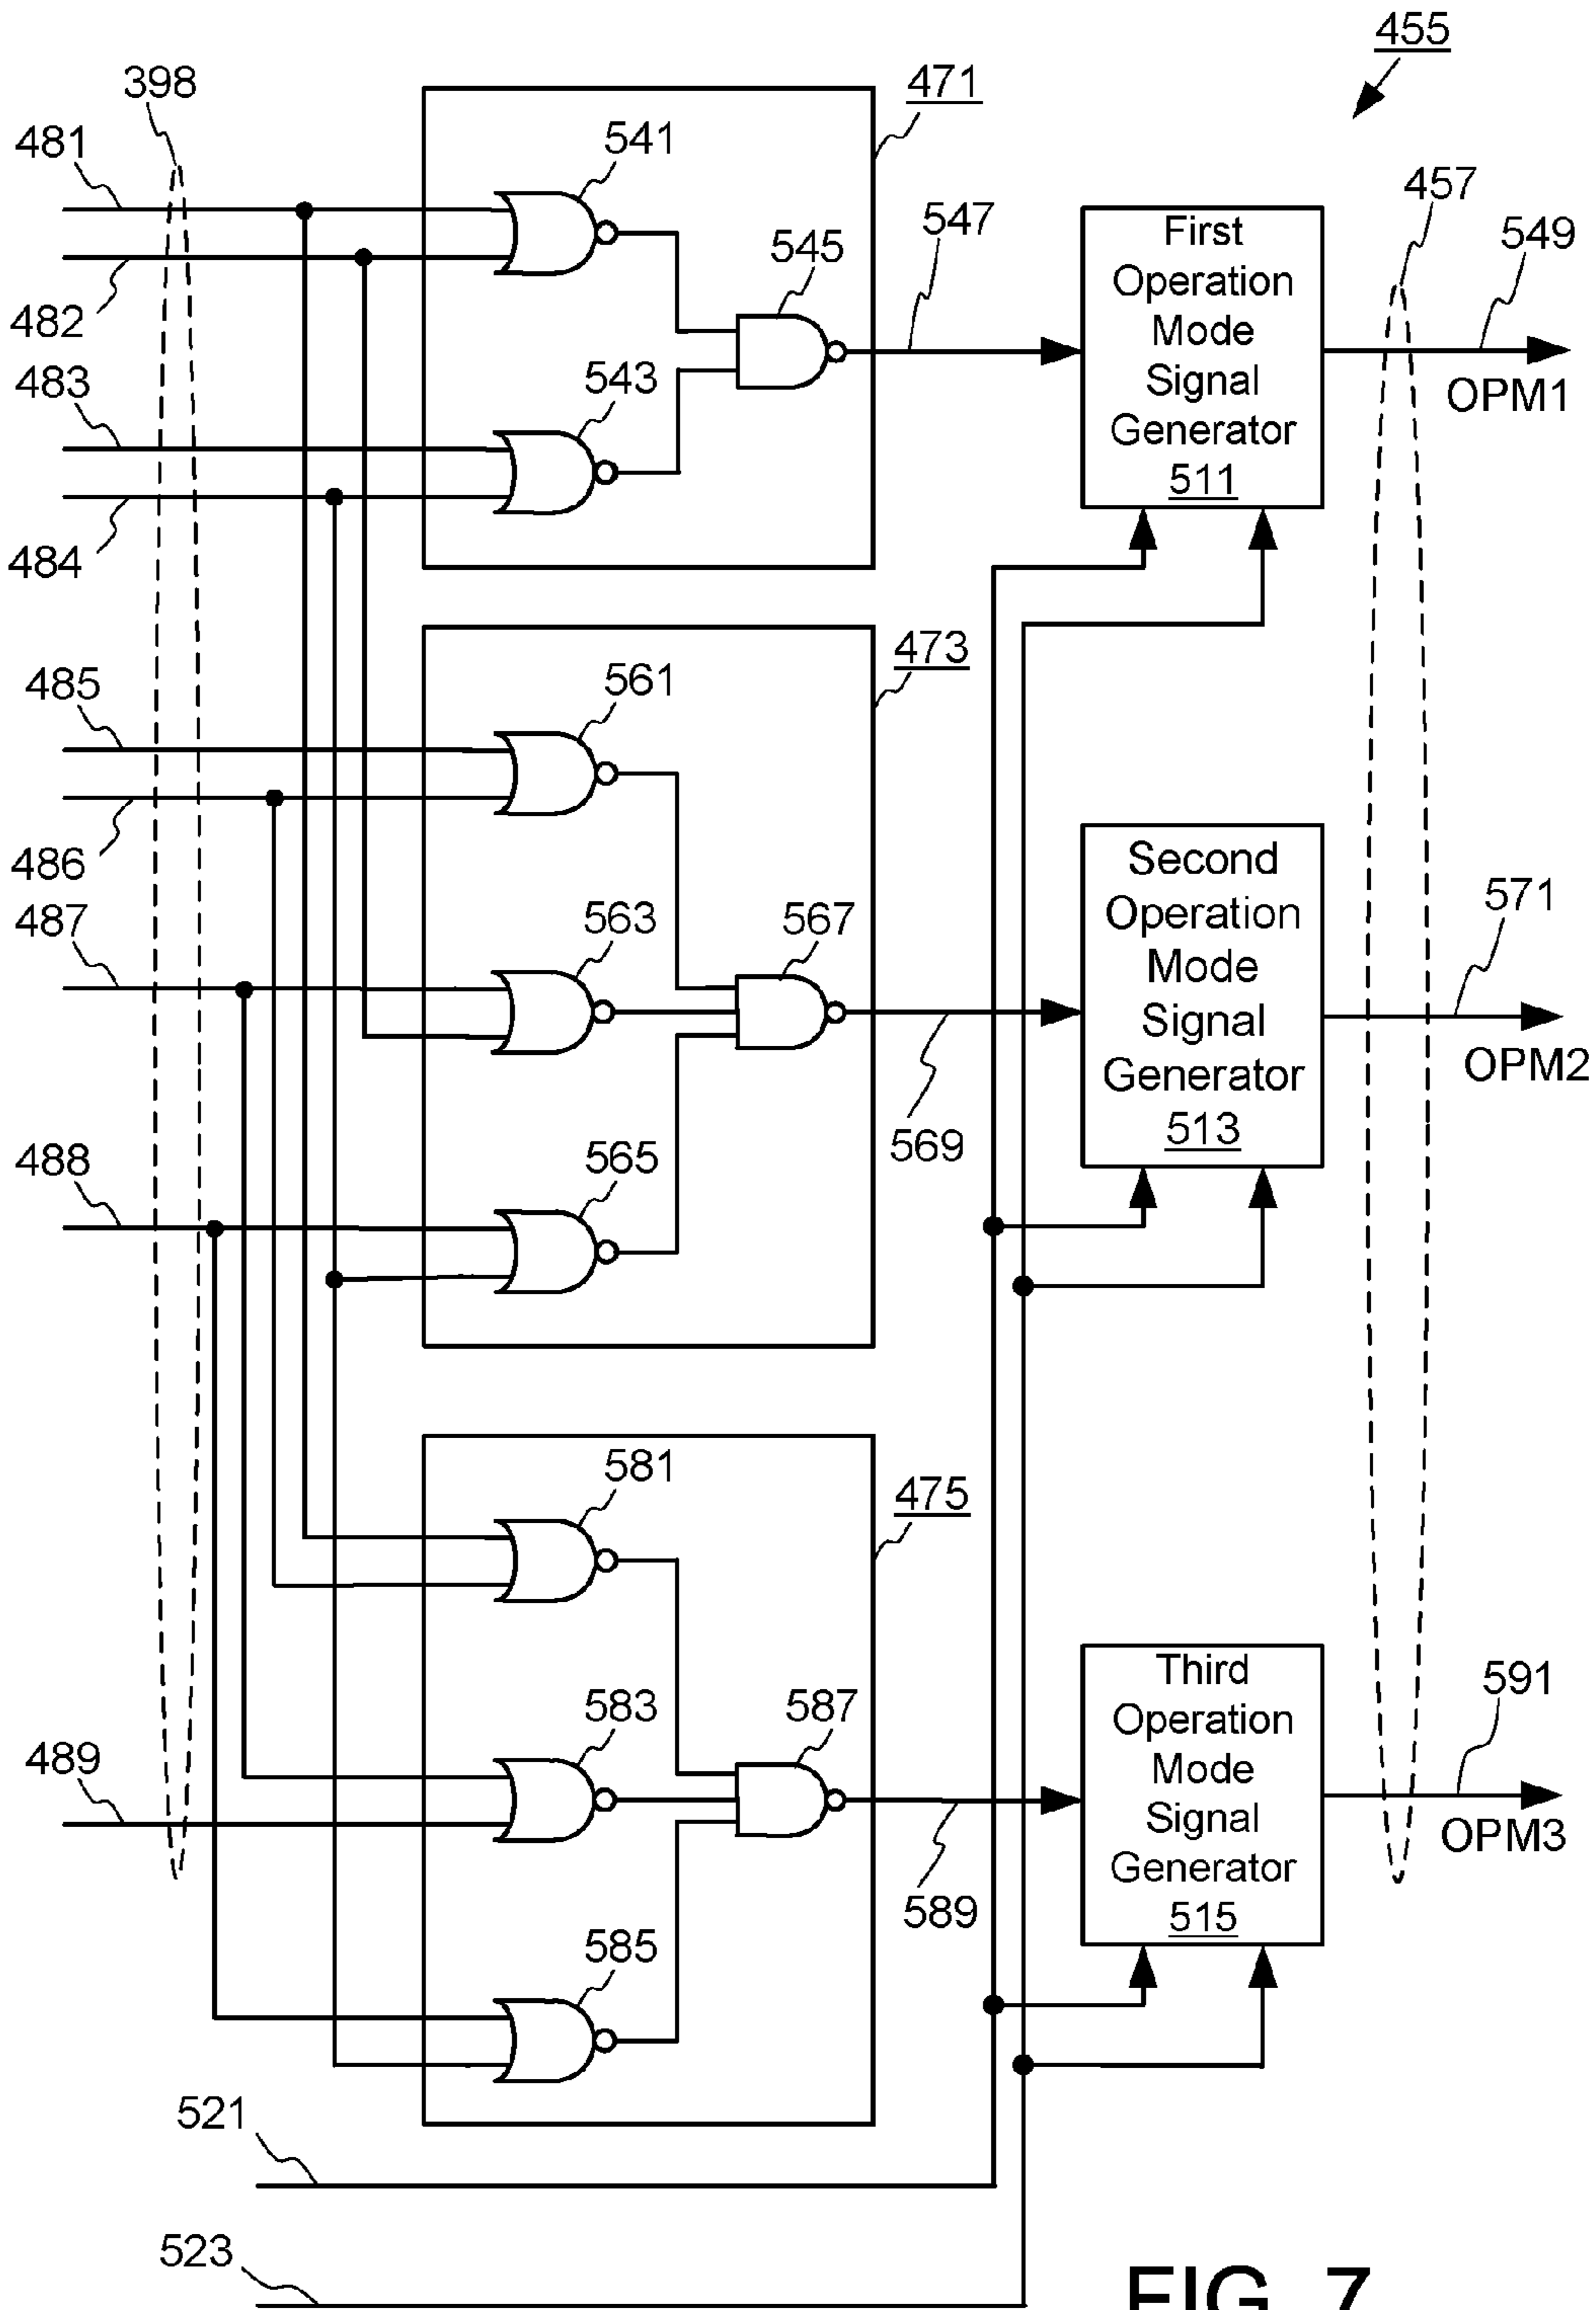 455
398
471
481
541
457
547
549
545
482
First
Operation
Mode
Signal
Generator
511
483
543
OPM1
484
473
485
561
486
Second
Operation
Mode
Signal
Generator
513
487
563
567
571
OPM2
569
488
565
581
475
Third
Operation
Mode
Signal
Generator
515
583
587
591
489
OPM3
589
585
521
523
FIG. 7